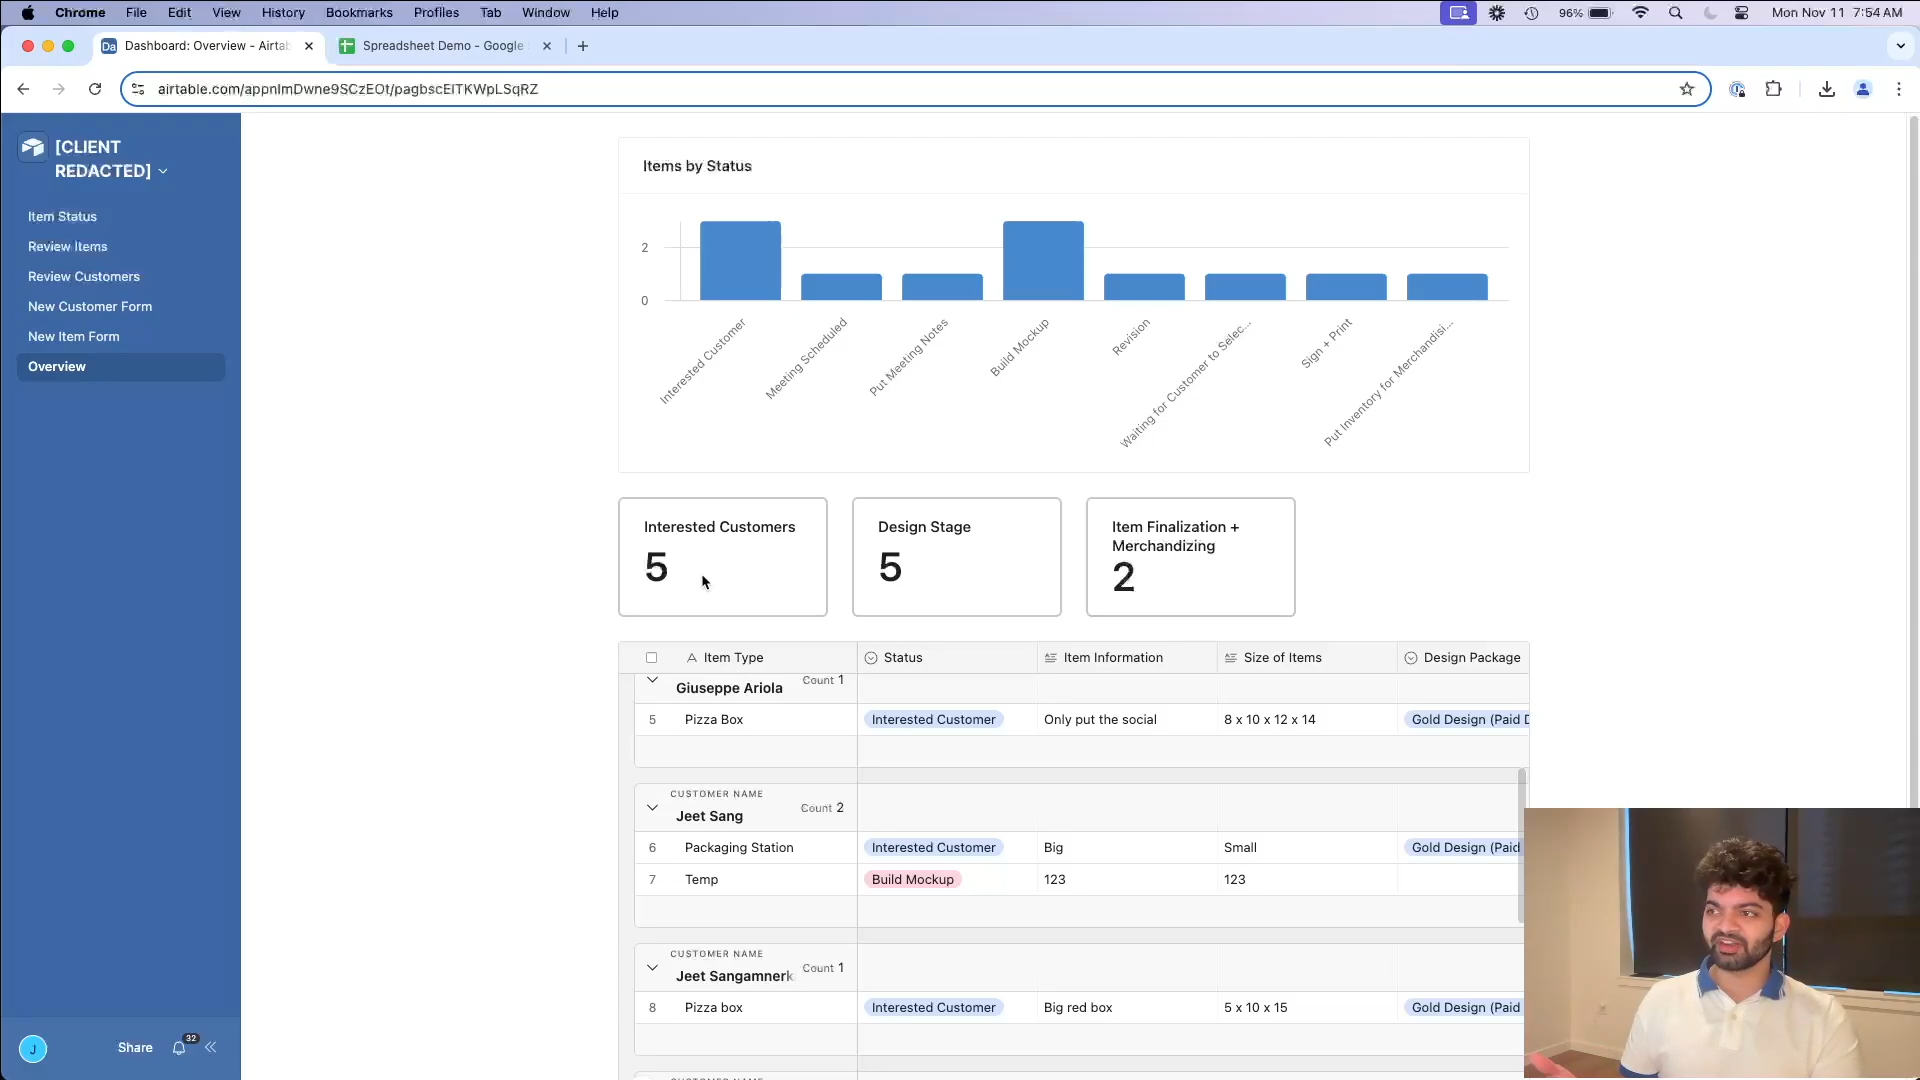 Chrome File Edit View History Bookmarks Profiles Tab Window Help 96% Mon Nov 11 7:54 AM
Da Dashboard: Overview - Airtab Spreadsheet Demo - Google
airtable.com/appnImDwne9SCzEOt/pagbscEITKWpLSqRZ
[CLIENT
REDACTED]
Item Status
Review Items
Review Customers
New Customer Form
New Item Form
Overview
J Share 32
Items by Status
2
0
Interested Customer
Meeting Scheduled
Put Meeting Notes
Build Mockup
Revision
Waiting for Customer to Selec...
Sign + Print
Put Inventory for Merchandisi...
Interested Customers
5
Design Stage
5
Item Finalization +
Merchandizing
2
Item Type Status Item Information Size of Items Design Package
Giuseppe Ariola Count 1
5 Pizza Box Interested Customer Only put the social 8 x 10 x 12 x 14 Gold Design (Paid D
CUSTOMER NAME
Jeet Sang Count 2
6 Packaging Station Interested Customer Big Small Gold Design (Paid
7 Temp Build Mockup 123 123
CUSTOMER NAME
Jeet Sangamnerk Count 1
8 Pizza box Interested Customer Big red box 5 x 10 x 15 Gold Design (Paid
CUSTOMER NAME